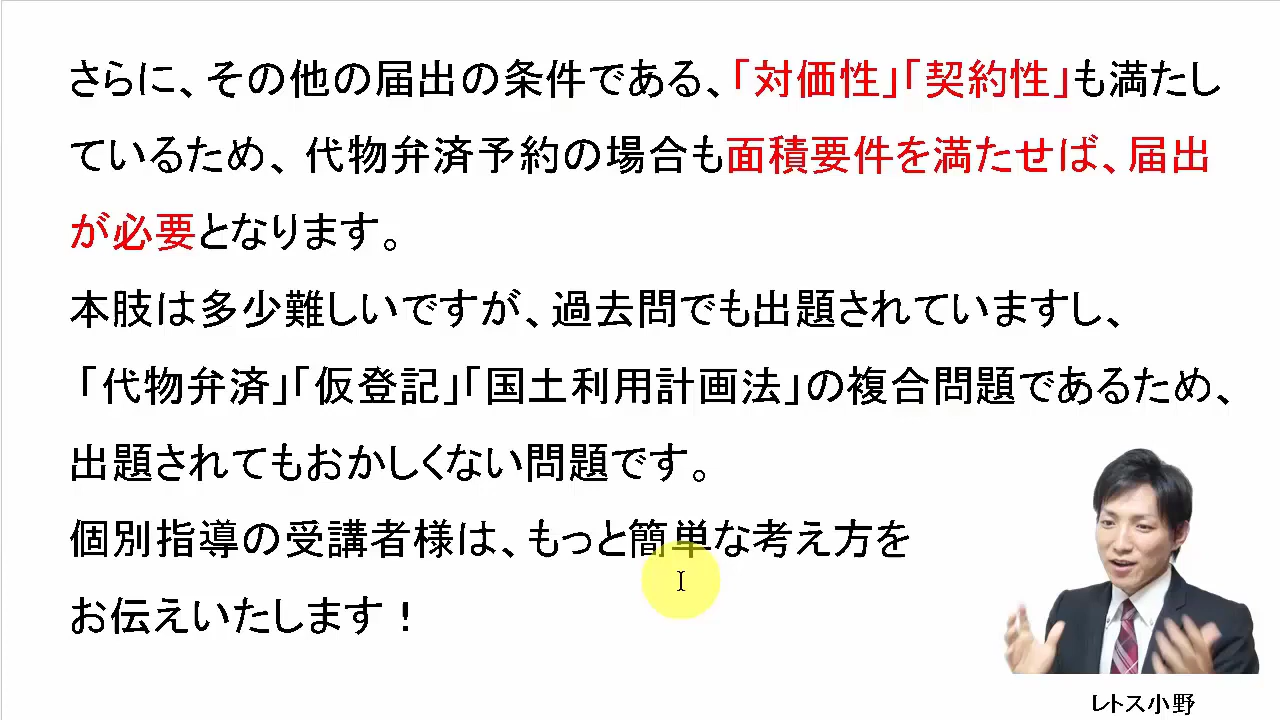 さらに、その他の届出の条件である、「対価性」「契約性」も満たし
ているため、代物弁済予約の場合も面積要件を満たせば、届出
が必要となります。
本肢は多少難しいですが、過去問でも出題されていますし、
「代物弁済」「仮登記」「国土利用計画法」の複合問題であるため、
出題されてもおかしくない問題です。
個別指導の受講者様は、もっと簡単な考え方を
お伝えいたします！
レトス小野